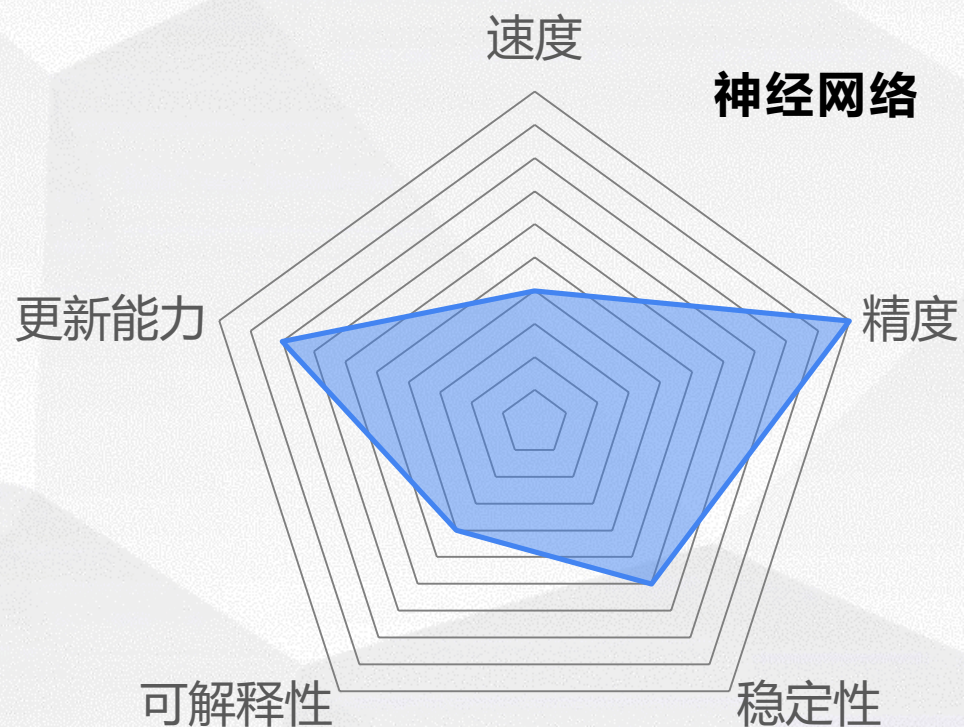 速度
神经网络
更新能力
精度
可解释性
稳定性